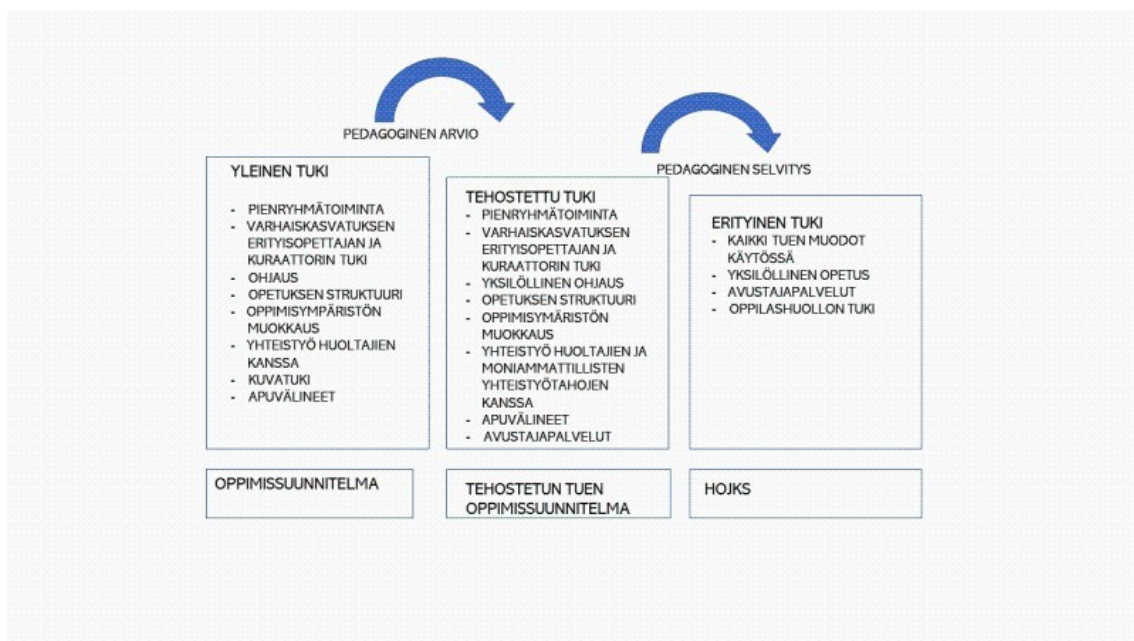 PEDAGOGINEN ARVIO
PEDAGOGINEN SELVITYS
YLEINEN TUKI
- PIENRYHMÄTOIMINTA
- VARHAISKASVATUKSEN
ERITYISOPETTAJAN JA
KURAATTORIN TUKI
- OHJAUS
- OPETUKSEN STRUKTUURI
- OPPIMISYMPÄRISTÖN
MUOKKAUS
- YHTEISTYÖ HUOLTAJIEN
KANSSA
- KUVATUKI
- APUVÄLINEET
TEHOSTETTU TUKI
- PIENRYHMÄTOIMINTA
- VARHAISKASVATUKSEN
ERITYISOPETTAJAN JA
KURAATTORIN TUKI
- YKSILÖLLINEN OHJAUS
- OPETUKSEN STRUKTUURI
- OPPIMISYMÄRISTÖN
MUOKKAUS
- YHTEISTYÖ HUOLTAJIEN JA
MONIAMMATTILLISTEN
YHTEISTYÖTAHOJEN
KANSSA
- APUVÄLINEET
- AVUSTAJAPALVELUT
ERITYINEN TUKI
- KAIKKI TUEN MUODOT
KÄYTÖSSÄ
- YKSILÖLLINEN OPETUS
- AVUSTAJAPALVELUT
- OPPILASHUOLLON TUKI
OPPIMISSUUNNITELMA
TEHOSTETUN TUEN
OPPIMISSUUNNITELMA
HOJKS